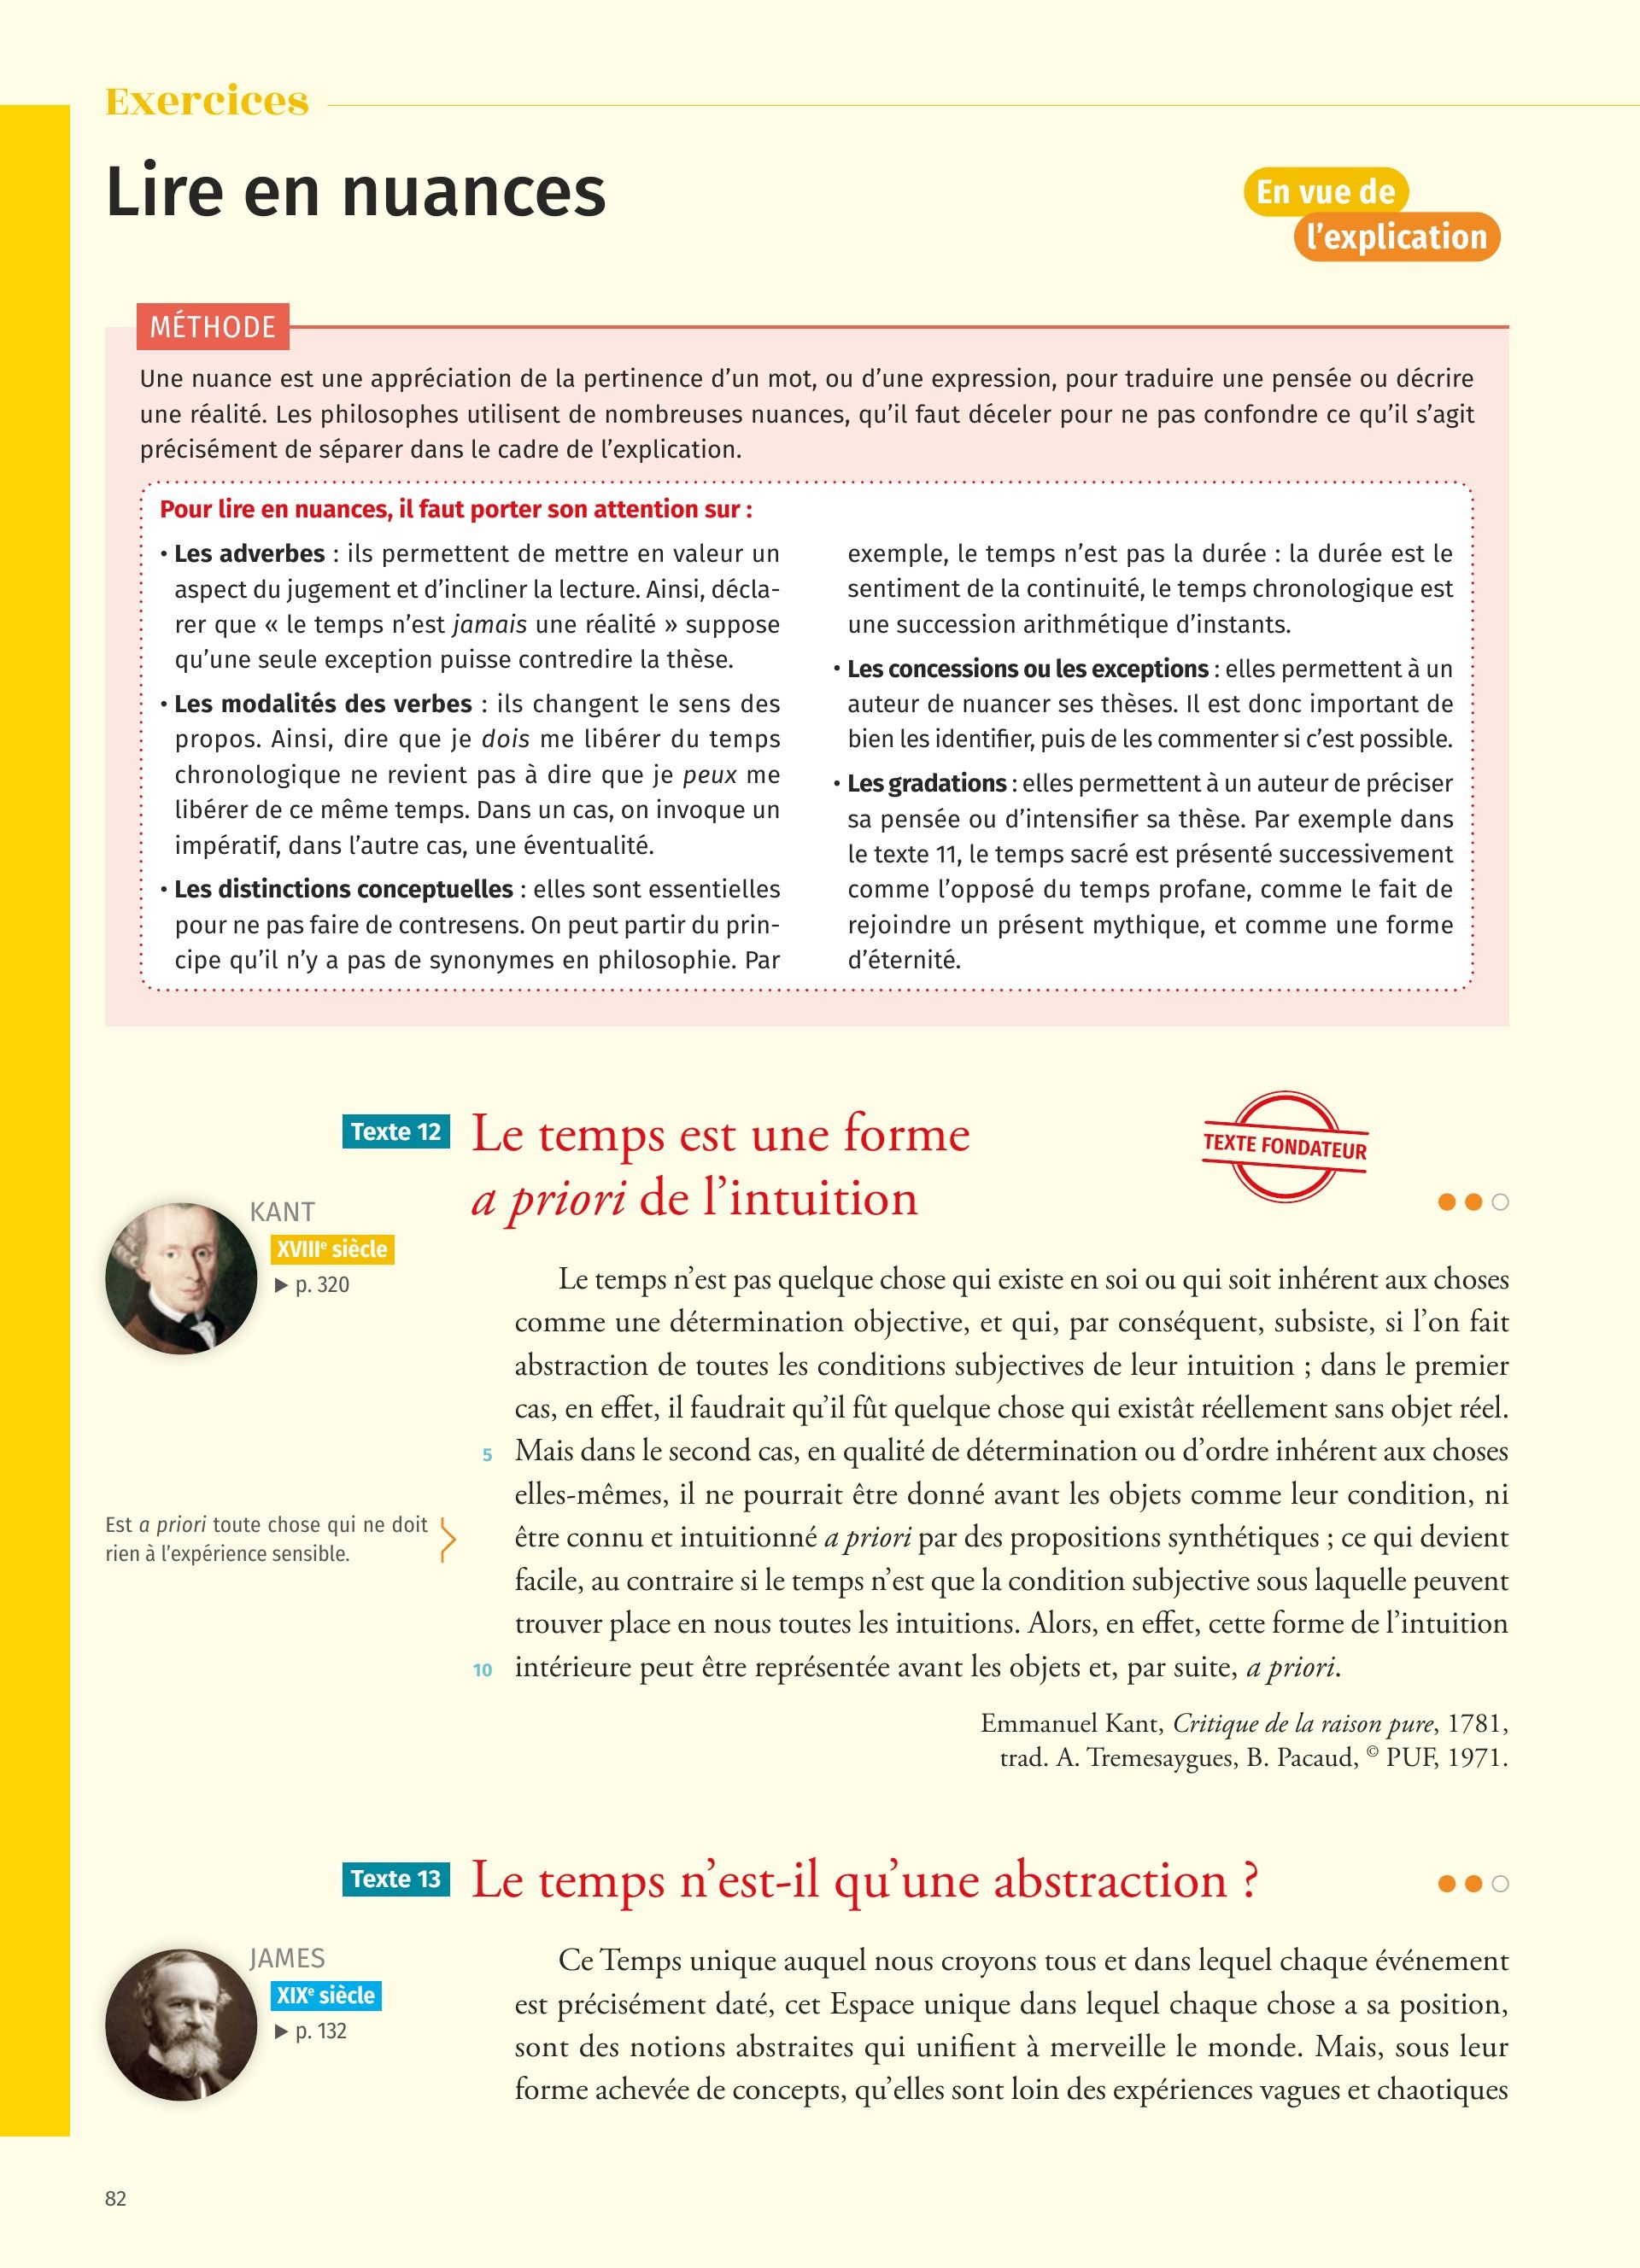 Exercices
Lire en nuances
En vue de
l'explication
MÉTHODE
Une nuance est une appréciation de la pertinence d'un mot, ou d'une expression, pour traduire une pensée ou décrire
une réalité. Les philosophes utilisent de nombreuses nuances, qu'il faut déceler pour ne pas confondre ce qu'il s'agit
précisément de séparer dans le cadre de l'explication.
Pour lire en nuances, il faut porter son attention sur :
• Les adverbes : ils permettent de mettre en valeur un
aspect du jugement et d'incliner la lecture. Ainsi, décla-
rer que « le temps n'est jamais une réalité » suppose
qu'une seule exception puisse contredire la thèse.
• Les modalités des verbes : ils changent le sens des
propos. Ainsi, dire que je dois me libérer du temps
chronologique ne revient pas à dire que je peux me
libérer de ce même temps. Dans un cas, on invoque un
impératif, dans l'autre cas, une éventualité.
• Les distinctions conceptuelles : elles sont essentielles
pour ne pas faire de contresens. On peut partir du prin-
cipe qu'il n'y a pas de synonymes en philosophie. Par
exemple, le temps n'est pas la durée : la durée est le
sentiment de la continuité, le temps chronologique est
une succession arithmétique d'instants.
• Les concessions ou les exceptions : elles permettent à un
auteur de nuancer ses thèses. Il est donc important de
bien les identifier, puis de les commenter si c'est possible.
• Les gradations : elles permettent à un auteur de préciser
sa pensée ou d'intensifier sa thèse. Par exemple dans
le texte 11, le temps sacré est présenté successivement
comme l'opposé du temps profane, comme le fait de
rejoindre un présent mythique, et comme une forme
d'éternité.
Texte 12
Le temps est une forme
a priori de l'intuition
TEXTE FONDATEUR
KANT
XVIIIe siècle
▶ p. 320
Le temps n'est pas quelque chose qui existe en soi ou qui soit inhérent aux choses
comme une détermination objective, et qui, par conséquent, subsiste, si l'on fait
abstraction de toutes les conditions subjectives de leur intuition ; dans le premier
cas, en effet, il faudrait qu'il fût quelque chose qui existât réellement sans objet réel.
5 Mais dans le second cas, en qualité de détermination ou d'ordre inhérent aux choses
elles-mêmes, il ne pourrait être donné avant les objets comme leur condition, ni
être connu et intuitionné a priori par des propositions synthétiques ; ce qui devient
facile, au contraire si le temps n'est que la condition subjective sous laquelle peuvent
trouver place en nous toutes les intuitions. Alors, en effet, cette forme de l'intuition
10 intérieure peut être représentée avant les objets et, par suite, a priori.
Est a priori toute chose qui ne doit
rien à l'expérience sensible.
Emmanuel Kant, Critique de la raison pure, 1781,
trad. A. Tremesaygues, B. Pacaud, © PUF, 1971.
Texte 13
Le temps n'est-il qu'une abstraction ?
JAMES
XIXe siècle
▶ p. 132
Ce Temps unique auquel nous croyons tous et dans lequel chaque événement
est précisément daté, cet Espace unique dans lequel chaque chose a sa position,
sont des notions abstraites qui unifient à merveille le monde. Mais, sous leur
forme achevée de concepts, qu'elles sont loin des expériences vagues et chaotiques
82